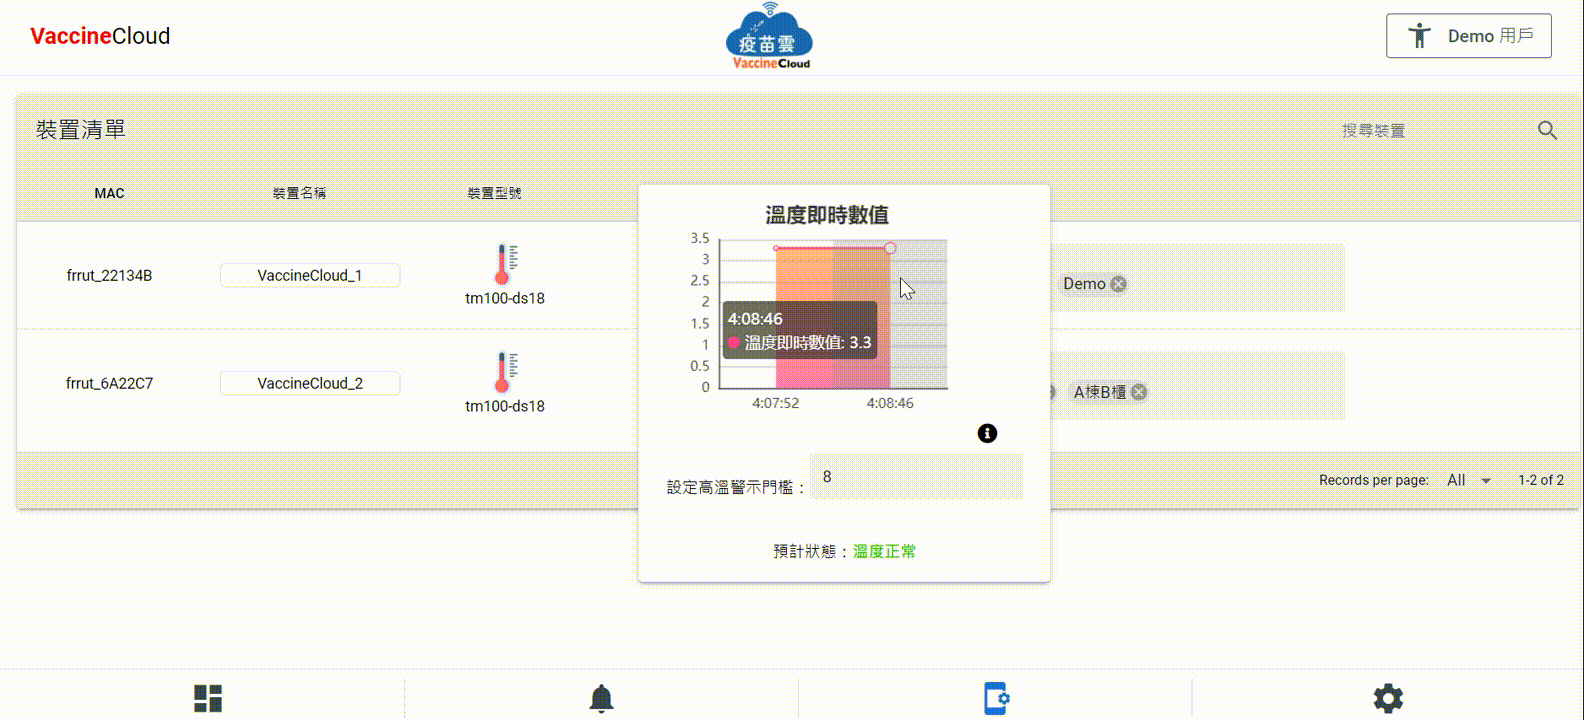 VaccineCloud
疫苗雲
VaccineCloud
Demo 用戶
裝置清單
搜尋裝置
MAC
裝置名稱
裝置型號
frrut_22134B
VaccineCloud_1
tm100-ds18
Demo
frrut_6A22C7
VaccineCloud_2
tm100-ds18
A棟B櫃
溫度即時數值
3.5
3
2.5
2
1.5
1
0.5
0
4:08:46
溫度即時數值: 3.3
4:07:52
4:08:46
設定高溫警示門檻：
8
預計狀態：溫度正常
Records per page:
All
1-2 of 2